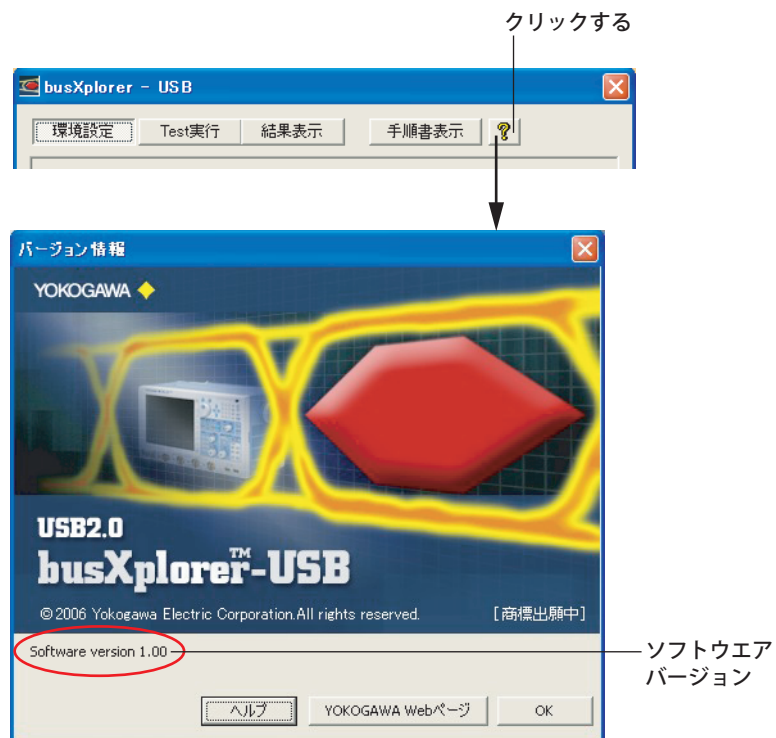 クリックする
busXplorer - USB
環境設定 Test実行 結果表示 手順書表示 ?
バージョン情報
YOKOGAWA
USB2.0
busXplorer™-USB
©2006 Yokogawa Electric Corporation.All rights reserved. [商標出願中]
Software version 1.00
ソフトウエア
バージョン
ヘルプ YOKOGAWA Webページ OK